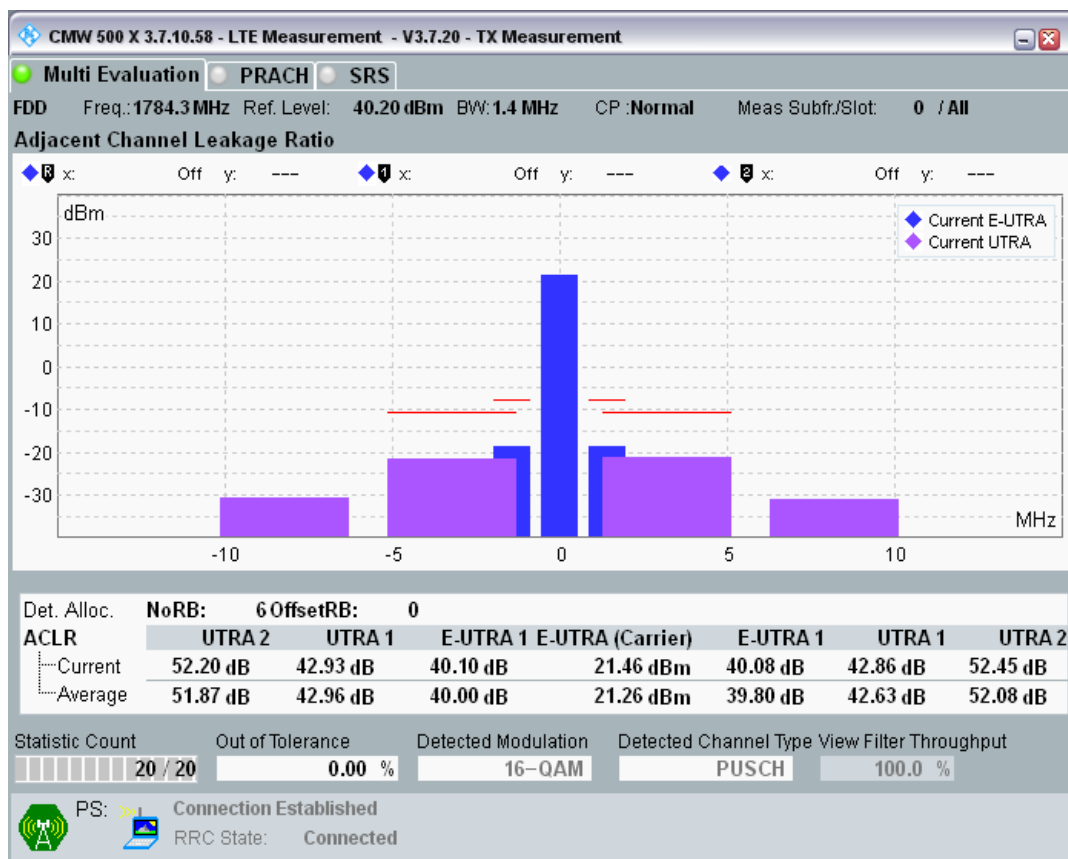 CMW 500 X 3.7.10.58 - LTE Measurement - V3.7.20 - TX Measurement
Multi Evaluation PRACH SRS
FDD Freq.: 1784.3 MHz Ref. Level: 40.20 dBm BW: 1.4 MHz CP :Normal Meas Subfr./Slot: 0 / All
Adjacent Channel Leakage Ratio
R x: Off y: --- 1 x: Off y: --- 2 x: Off y: ---
dBm
Current E-UTRA
Current UTRA
30
20
10
0
-10
-20
-30
MHz
-10 -5 0 5 10
Det. Alloc. NoRB: 6 OffsetRB: 0
ACLR UTRA 2 UTRA 1 E-UTRA 1 E-UTRA (Carrier) E-UTRA 1 UTRA 1 UTRA 2
Current 52.20 dB 42.93 dB 40.10 dB 21.46 dBm 40.08 dB 42.86 dB 52.45 dB
Average 51.87 dB 42.96 dB 40.00 dB 21.26 dBm 39.80 dB 42.63 dB 52.08 dB
Statistic Count Out of Tolerance Detected Modulation Detected Channel Type View Filter Throughput
20 / 20 0.00 % 16-QAM PUSCH 100.0 %
PS: Connection Established
RRC State: Connected